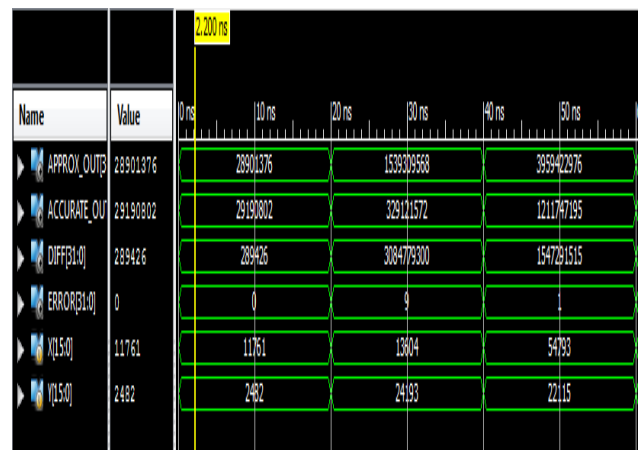 2.200 ns
Name Value 0 ns 10 ns 20 ns 30 ns 40 ns 50 ns
APPROX_OUT[3 28901376 28901376 1539309568 3959422976
ACCURATE_OU 29190802 29190802 329121572 1211747195
DIFF[31:0] 289426 289426 3084779300 1547291515
ERROR[31:0] 0 0 9 1
X[15:0] 11761 11761 13604 54793
Y[15:0] 2482 2482 24193 22115